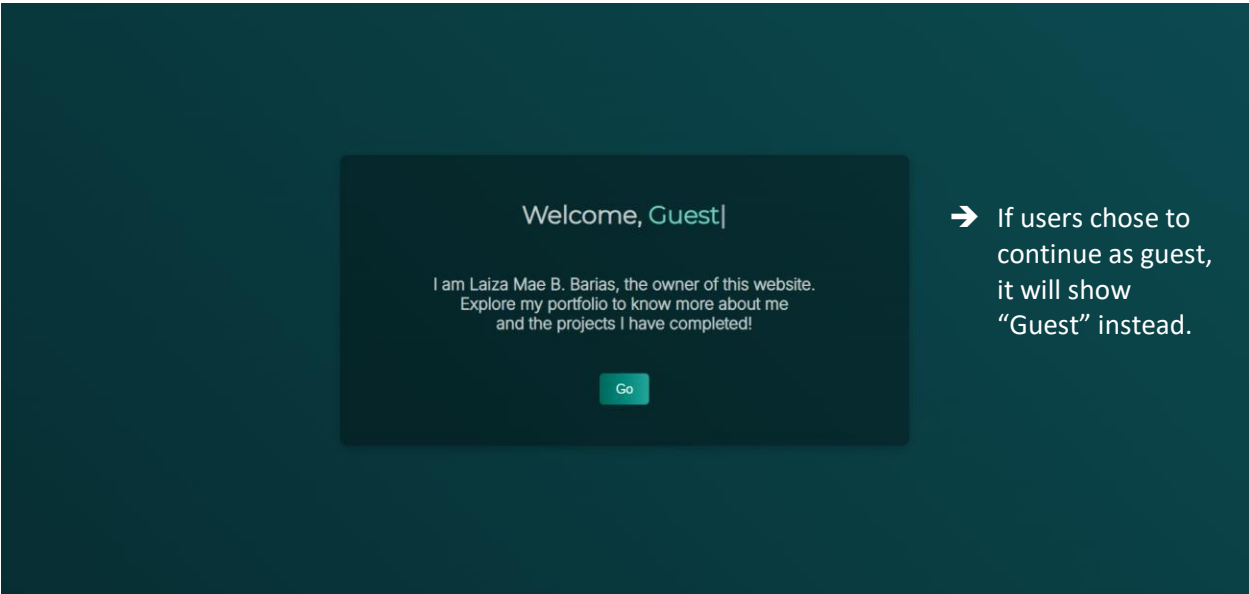 Welcome, Guest|
I am Laiza Mae B. Barias, the owner of this website.
Explore my portfolio to know more about me
and the projects I have completed!
Go
➔ If users chose to
continue as guest,
it will show
“Guest” instead.